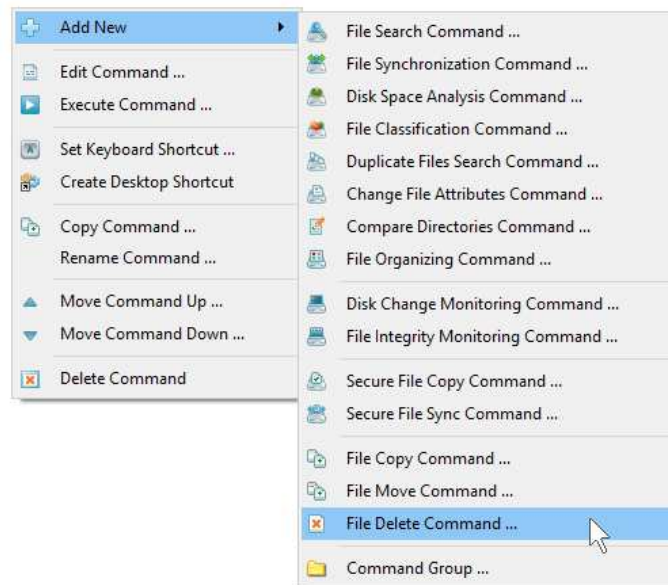 Add New
Edit Command ...
Execute Command ...
Set Keyboard Shortcut ...
Create Desktop Shortcut
Copy Command ...
Rename Command ...
Move Command Up ...
Move Command Down ...
Delete Command
File Search Command ...
File Synchronization Command ...
Disk Space Analysis Command ...
File Classification Command ...
Duplicate Files Search Command ...
Change File Attributes Command ...
Compare Directories Command ...
File Organizing Command ...
Disk Change Monitoring Command ...
File Integrity Monitoring Command ...
Secure File Copy Command ...
Secure File Sync Command ...
File Copy Command ...
File Move Command ...
File Delete Command ...
Command Group ...